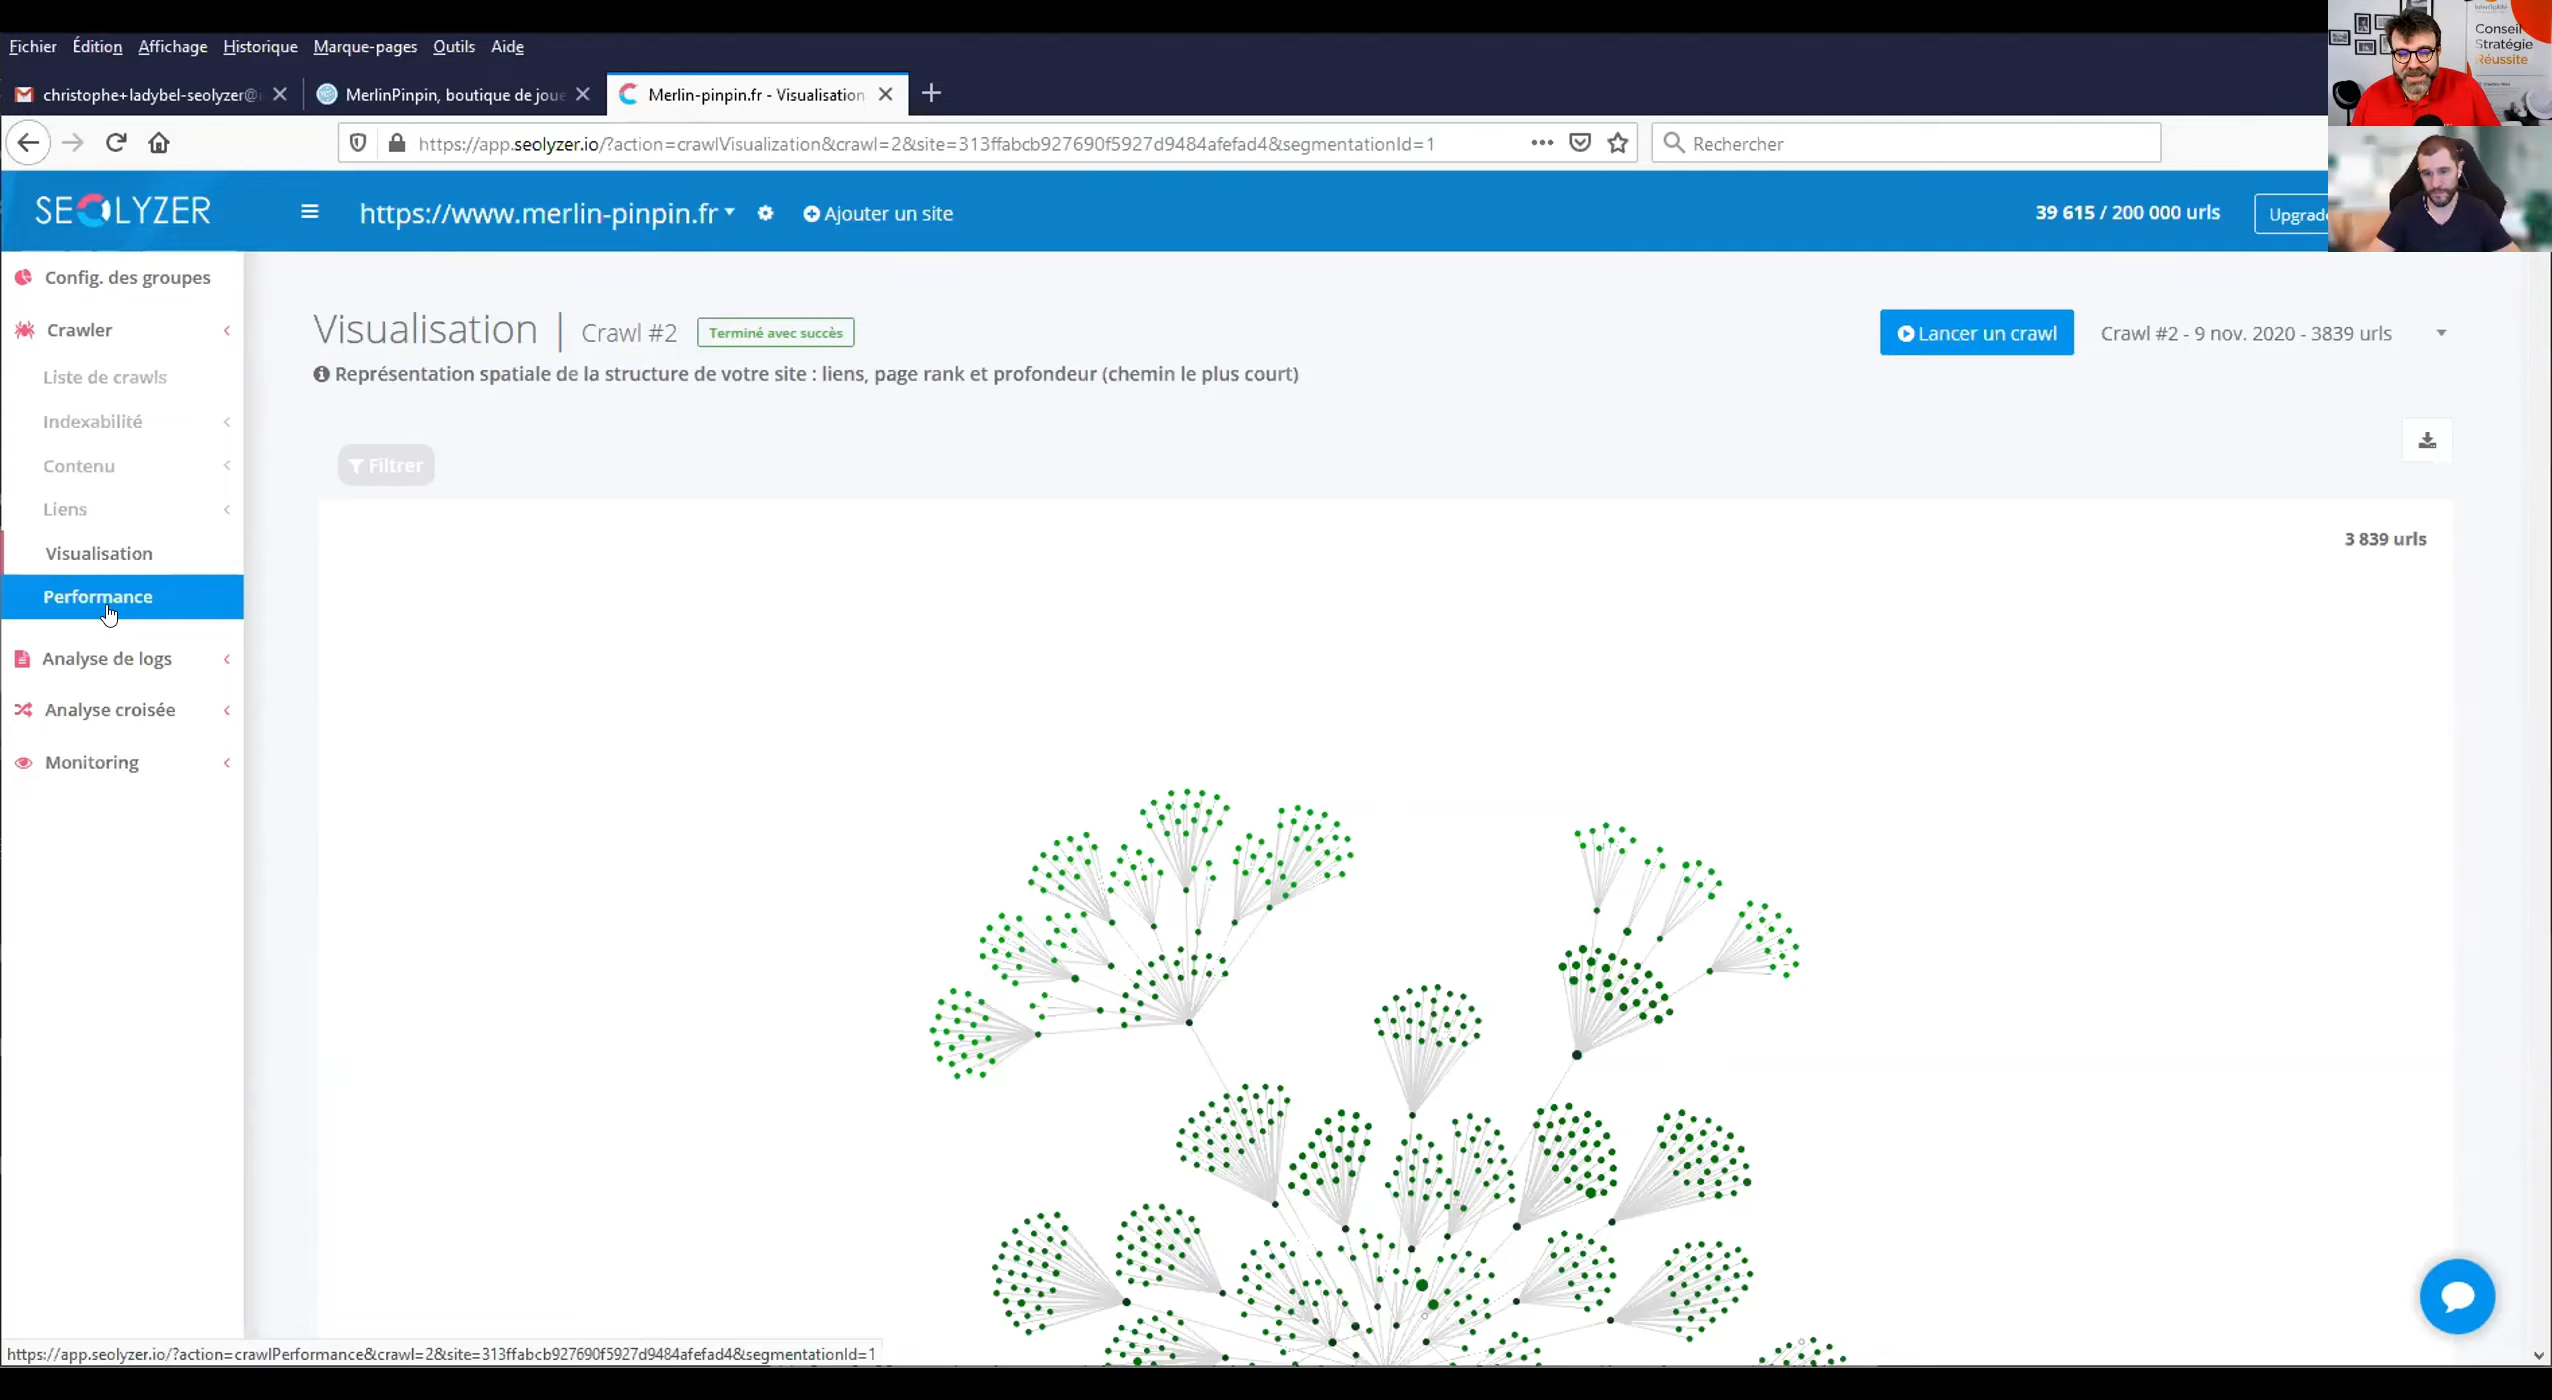 Fichier Édition Affichage Historique Marque-pages Outils Aide
christophe+ladybel-seolyzer@ MerlinPinpin, boutique de joue Merlin-pinpin.fr - Visualisation
https://app.seolyzer.io/?action=crawlVisualization&crawl=2&site=313ffabcb927690f5927d9484afefad4&segmentationId=1 Rechercher
Conseil
Stratégie
Réussite
SEOLYZER https://www.merlin-pinpin.fr Ajouter un site 39 615 / 200 000 urls Upgrade
Config. des groupes
Crawler
Liste de crawls
Indexabilité
Contenu
Liens
Visualisation
Performance
Analyse de logs
Analyse croisée
Monitoring
Visualisation | Crawl #2 Terminé avec succès
Lancer un crawl Crawl #2 - 9 nov. 2020 - 3839 urls
Représentation spatiale de la structure de votre site : liens, page rank et profondeur (chemin le plus court)
Filtrer
3 839 urls
https://app.seolyzer.io/?action=crawlPerformance&crawl=2&site=313ffabcb927690f5927d9484afefad4&segmentationId=1